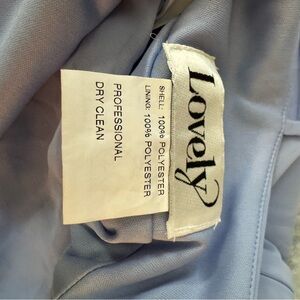 Lovely
SHELL: 100% POLYESTER
LINING: 100% POLYESTER
PROFESSIONAL
DRY CLEAN